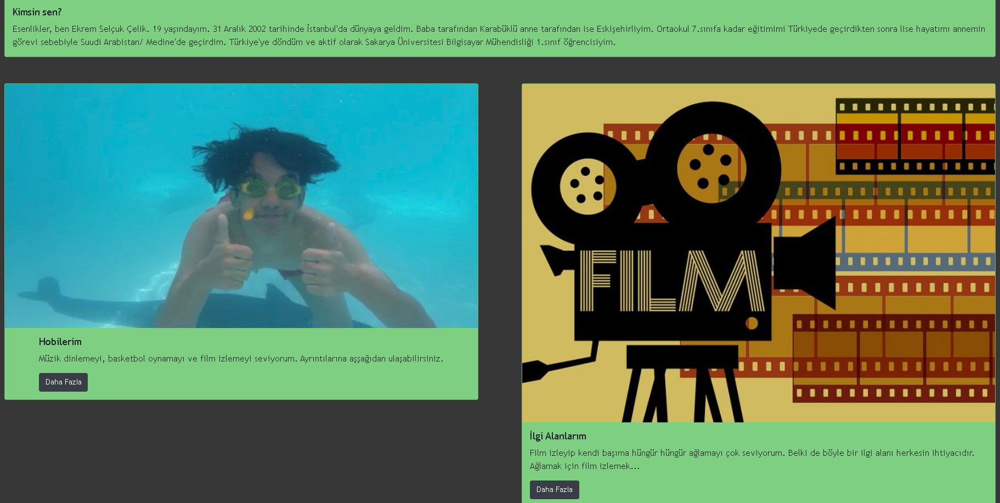 Kimsin sen?
Esenlikler, ben Ekrem Selçuk Çelik. 19 yaşındayım. 31 Aralık 2002 tarihinde İstanbul'da dünyaya geldim. Baba tarafından Karabüklü anne tarafından ise Eskişehirliyim. Ortaokul 7.sınıfa kadar eğitimimi Türkiyede geçirdikten sonra lise hayatımı annemin
görevi sebebiyle Suudi Arabistan/ Medine'de geçirdim. Türkiye'ye döndüm ve aktif olarak Sakarya Üniversitesi Bilgisayar Mühendisliği 1.sınıf öğrencisiyim.
Hobilerim
Müzik dinlemeyi, basketbol oynamayı ve film izlemeyi seviyorum. Ayrıntılarına aşşağıdan ulaşabilirsiniz.
Daha Fazla
FILM
İlgi Alanlarım
Film izleyip kendi başıma hüngür hüngür ağlamayı çok seviyorum. Belki de böyle bir ilgi alanı herkesin ihtiyacıdır.
Ağlamak için film izlemek...
Daha Fazla